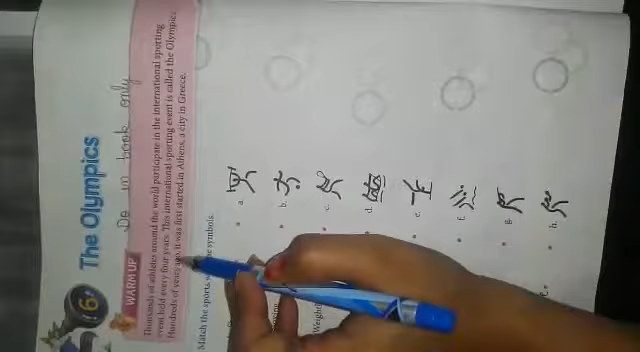 6
The Olympics
Do in book only
WARM UP
Thousands of athletes around the world participate in the international sporting
event held every four years. This international sporting event is called the Olympics.
Hundreds of years ago, it was first started in Athens, a city in Greece.
Match the sports symbols.
a.
b.
c.
d.
e.
f.
g.
h.